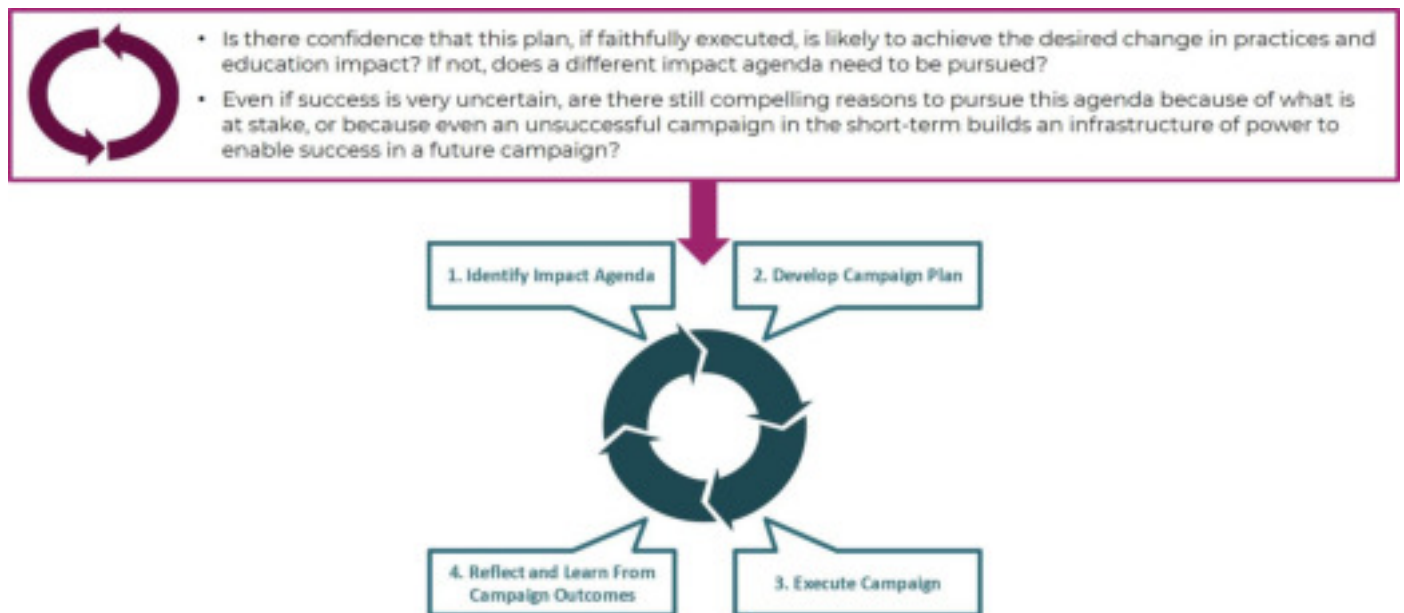 • Is there confidence that this plan, if faithfully executed, is likely to achieve the desired change in practices and
education impact? If not, does a different impact agenda need to be pursued?
• Even if success is very uncertain, are there still compelling reasons to pursue this agenda because of what is
at stake, or because even an unsuccessful campaign in the short-term builds an infrastructure of power to
enable success in a future campaign?
1. Identify Impact Agenda
2. Develop Campaign Plan
4. Reflect and Learn From
Campaign Outcomes
3. Execute Campaign